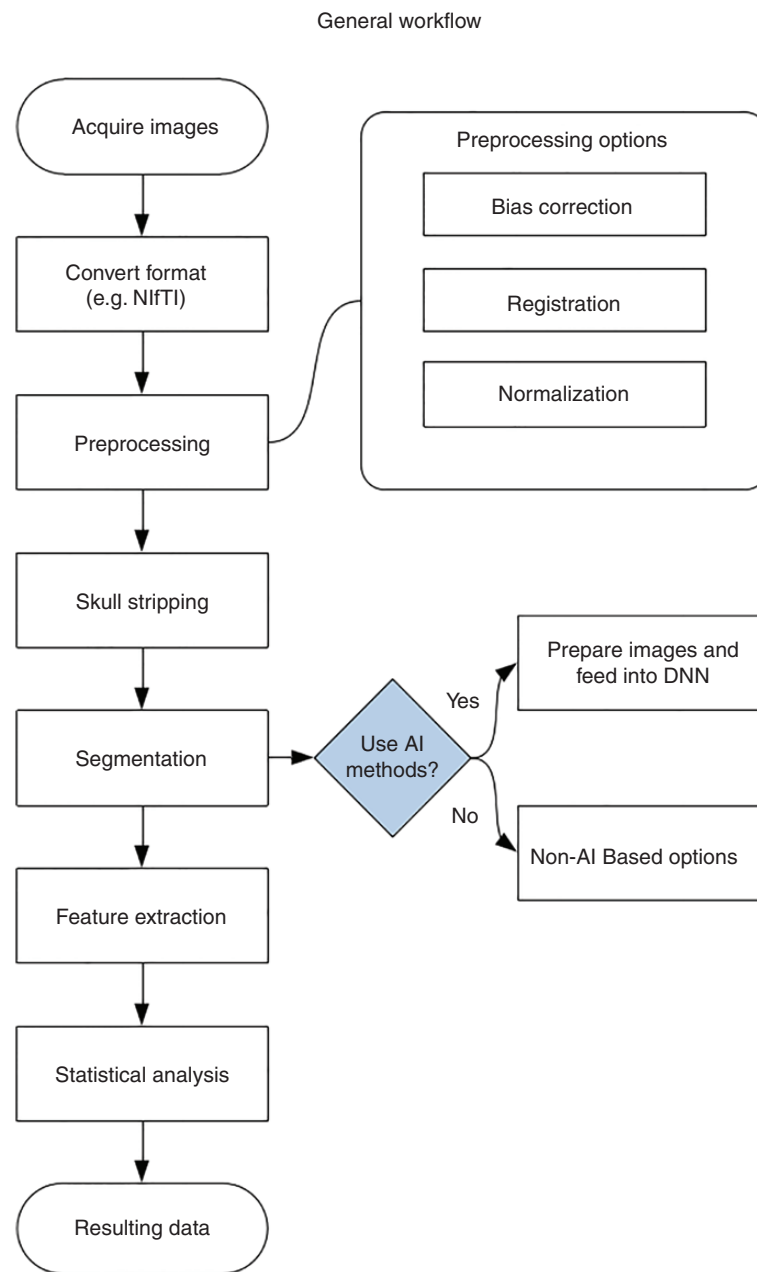 General workflow
Acquire images
Convert format
(e.g. NIfTI)
Preprocessing
Preprocessing options
Bias correction
Registration
Normalization
Skull stripping
Segmentation
Use AI
methods?
Yes
Prepare images and
feed into DNN
No
Non-AI Based options
Feature extraction
Statistical analysis
Resulting data